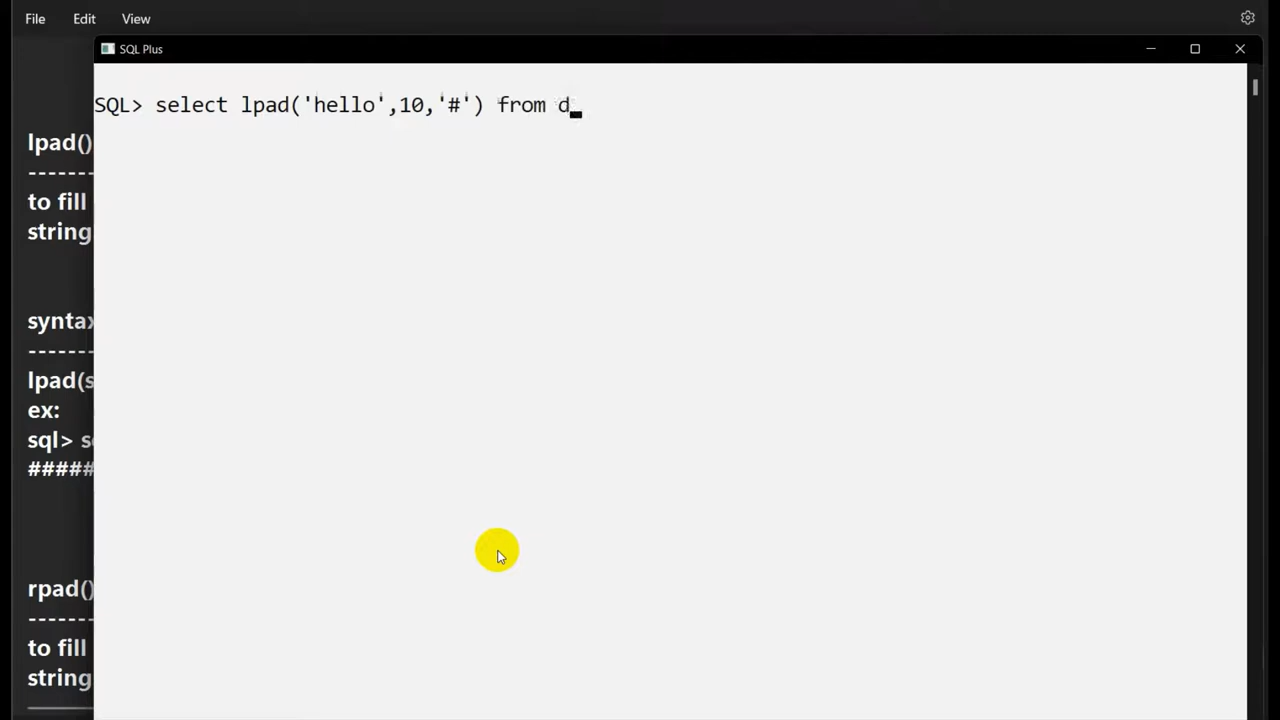 File Edit View
SQL Plus
SQL> select lpad('hello',10,'#') from d
lpad()
-----
to fill
string
syntax
-----
lpad(s
ex:
sql> s
#####
rpad()
-----
to fill
string